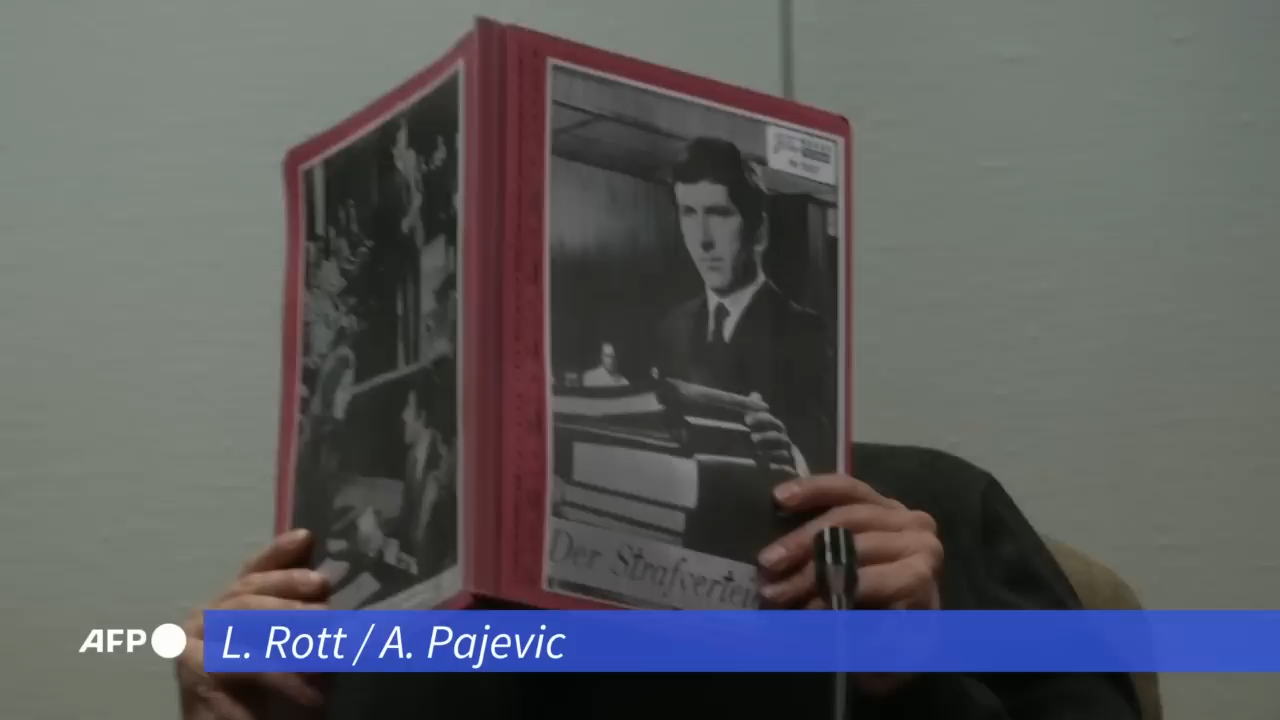 Der Strafvertei
AFP
L. Rott / A. Pajevic